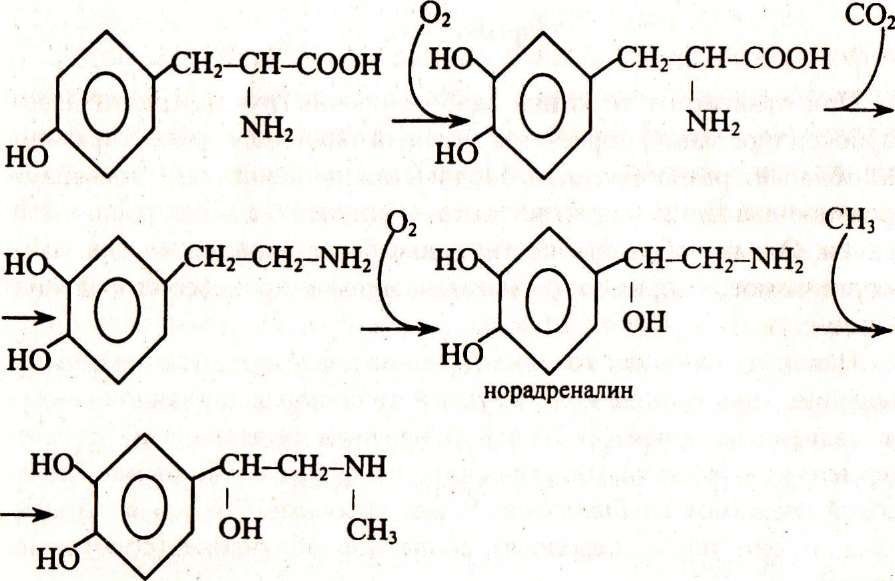 O₂
CO₂
CH₂ – CH – COOH
NH₂
HO
HO
CH₂ – CH – COOH
NH₂
HO
O₂
CH₃
HO
CH₂–CH₂–NH₂
HO
HO
CH–CH₂–NH₂
OH
HO
норадреналин
HO
CH–CH₂–NH
OH
CH₃
HO